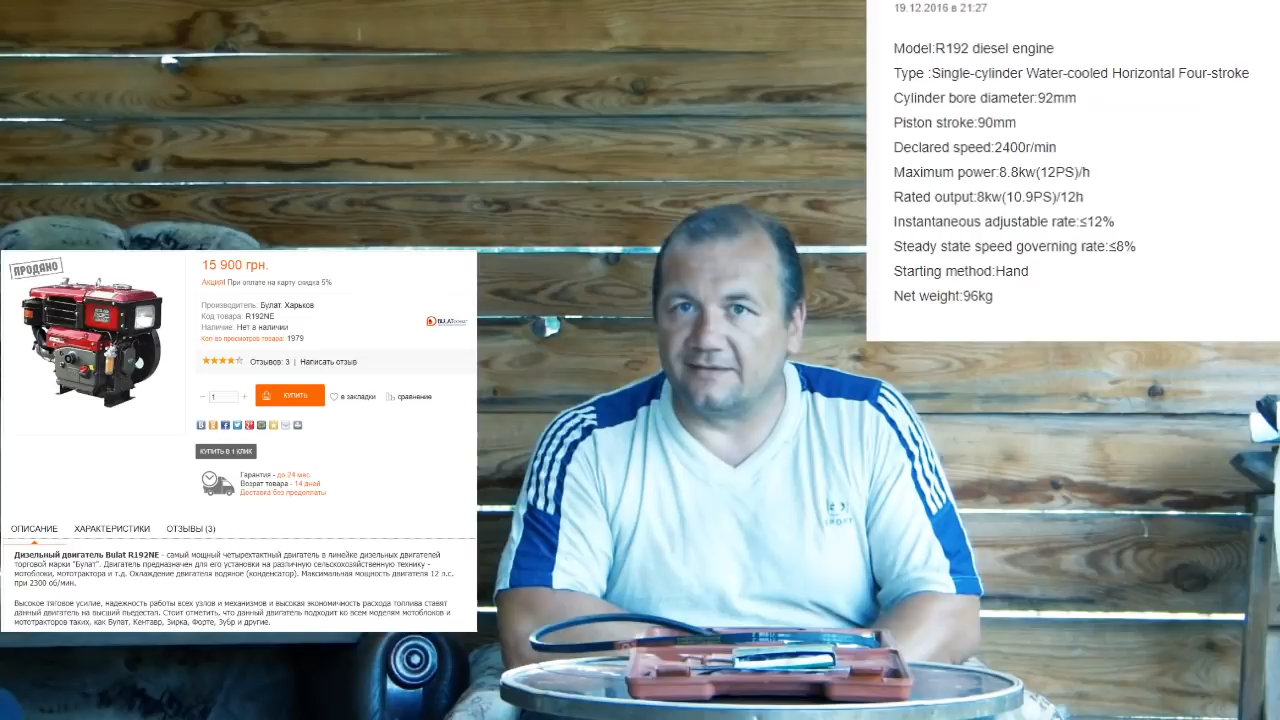 19.12.2016 в 21:27
Model:R192 diesel engine
Type :Single-cylinder Water-cooled Horizontal Four-stroke
Cylinder bore diameter:92mm
Piston stroke:90mm
Declared speed:2400r/min
Maximum power:8.8kw(12PS)/h
Rated output:8kw(10.9PS)/12h
Instantaneous adjustable rate:≤12%
Steady state speed governing rate:≤8%
Starting method:Hand
Net weight:96kg
ПРОДАНО
15 900 грн.
АКЦИЯ! При оплате на карту скидка 5%
Производитель: Булат. Харьков
Код товара: R192NE
Наличие: Нет в наличии
Кол-во просмотров товара: 1979
BULAT
Отзывов: 3 | Написать отзыв
1
КУПИТЬ
в закладки
сравнение
КУПИТЬ В 1 КЛИК
Гарантия - до 24 мес.
Возрат товара - 14 дней
Доставка без предоплаты
ОПИСАНИЕ ХАРАКТЕРИСТИКИ ОТЗЫВЫ (3)
Дизельный двигатель Bulat R192NE - самый мощный четырехтактный двигатель в линейке дизельных двигателей
торговой марки "Булат". Двигатель предназначен для его установки на различную сельскохозяйственную технику -
мотоблоки, мототрактора и т.д. Охлаждение двигателя водяное (конденсатор). Максимальная мощность двигателя 12 л.с.
при 2300 об/мин.
Высокое тяговое усилие, надежность работы всех узлов и механизмов и высокая экономичность расхода топлива ставят
данный двигатель на высший пьедестал. Стоит отметить, что данный двигатель подходит ко всем моделям мотоблоков и
мототракторов таких, как Булат, Кентавр, Зирка, Форте, Зубр и другие.
SPORT